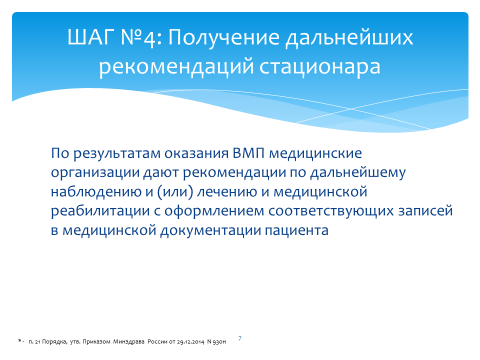 ШАГ №4: Получение дальнейших
рекомендаций стационара
По результатам оказания ВМП медицинские
организации дают рекомендации по дальнейшему
наблюдению и (или) лечению и медицинской
реабилитации с оформлением соответствующих записей
в медицинской документации пациента
* - п. 21 Порядка, утв. Приказом Минздрава России от 29.12.2014 N 930н
7